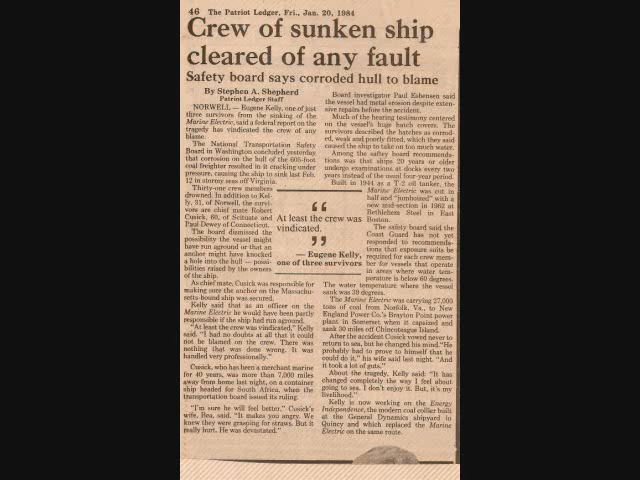 46 The Patriot Ledger, Fri., Jan. 20, 1984
Crew of sunken ship
cleared of any fault
Safety board says corroded hull to blame
By Stephen A. Shepherd
Patriot Ledger Staff
NORWELL — Eugene Kelly, one of just
three survivors from the sinking of the
Marine Electric, said a federal report on the
tragedy has vindicated the crew of any
blame.
The National Transportation Safety
Board in Washington concluded yesterday
that corrosion on the hull of the 605-foot
coal freighter resulted in it cracking under
pressure, causing the ship to sink last Feb.
12 in stormy seas off Virginia.
Thirty-one crew members
drowned. In addition to Kel-
ly, 31, of Norwell, the survi-
vors are chief mate Robert
Cusick, 60, of Scituate and
Paul Dewey of Connecticut.
The board dismissed the
possibility the vessel might
have run aground or that an
anchor might have knocked
a hole into the hull — possi-
bilities raised by the owners
of the ship.
As chief mate, Cusick was responsible for
making sure the anchor on the Massachu-
setts-bound ship was secured.
Kelly said that as an officer on the
Marine Electric he would have been partly
responsible if the ship had run aground.
"At least the crew was vindicated," Kelly
said. "I had no doubts at all that it could
not be blamed on the crew. There was
nothing that was done wrong. It was
handled very professionally."
Cusick, who has been a merchant marine
for 40 years, was more than 7,000 miles
away from home last night, on a container
ship headed for South Africa, when the
transportation board issued its ruling.
"I'm sure he will feel better," Cusick's
wife, Bea, said. "It makes you angry. We
knew they were grasping for straws. But it
really hurt. He was devastated."
"
At least the crew was
vindicated.
"
— Eugene Kelly,
one of three survivors
Board investigator Paul Esbensen said
the vessel had metal erosion despite exten-
sive repairs before the accident.
Much of the hearing testimony centered
on the vessel's huge hatch covers. The
survivors described the hatches as corrod-
ed, weak and poorly fitted, which they said
caused the ship to take on too much water.
Among the saftey board recommenda-
tions was that ships 20 years or older
undergo examinations at docks every two
years instead of the usual four-year period.
Built in 1944 as a T-2 oil tanker, the
Marine Electric was cut in
half and "jumboized" with a
new mid-section in 1962 at
Bethlehem Steel in East
Boston.
The safety board said the
Coast Guard has not yet
responded to recommenda-
tions that exposure suits be
required for each crew mem-
ber for vessels that operate
in areas where water tem-
perature is below 60 degrees.
The water temperature where the vessel
sank was 39 degrees.
The Marine Electric was carrying 27,000
tons of coal from Norfolk, Va., to New
England Power Co.'s Brayton Point power
plant in Somerset when it capsized and
sank 30 miles off Chincoteague Island.
After the accident Cusick vowed never to
return to sea, but he changed his mind."He
probably had to prove to himself that he
could do it," his wife said last night. "And
it took a lot of guts."
About the tragedy, Kelly said: "It has
changed completely the way I feel about
going to sea. I don't enjoy it. But, it's my
livelihood."
Kelly is now working on the Energy
Independence, the modern coal collier built
at the General Dynamics shipyard in
Quincy and which replaced the Marine
Electric on the same route.